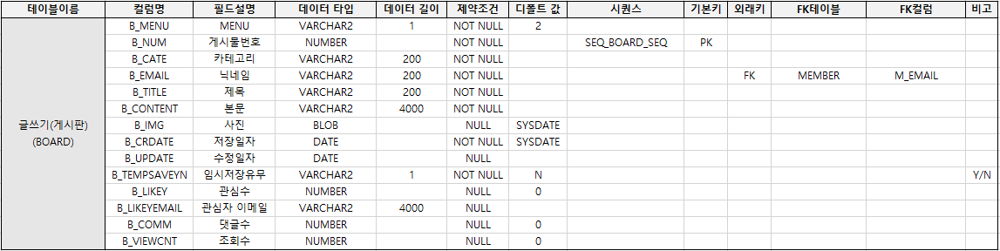 테이블이름 컬럼명 필드설명 데이터 타입 데이터 길이 제약조건 디폴트 값 시퀀스 기본키 외래키 FK테이블 FK컬럼 비고
글쓰기(게시판)
(BOARD)
B_MENU MENU VARCHAR2 1 NOT NULL 2
B_NUM 게시물번호 NUMBER NOT NULL SEQ_BOARD_SEQ PK
B_CATE 카테고리 VARCHAR2 200 NOT NULL
B_EMAIL 닉네임 VARCHAR2 200 NOT NULL FK MEMBER M_EMAIL
B_TITLE 제목 VARCHAR2 200 NOT NULL
B_CONTENT 본문 VARCHAR2 4000 NOT NULL
B_IMG 사진 BLOB NULL SYSDATE
B_CRDATE 저장일자 DATE NOT NULL SYSDATE
B_UPDATE 수정일자 DATE NULL
B_TEMPSAVEYN 임시저장유무 VARCHAR2 1 NOT NULL N Y/N
B_LIKEY 관심수 NUMBER NULL 0
B_LIKEYEMAIL 관심자 이메일 VARCHAR2 4000 NULL
B_COMM 댓글수 NUMBER NULL 0
B_VIEWCNT 조회수 NUMBER NULL 0